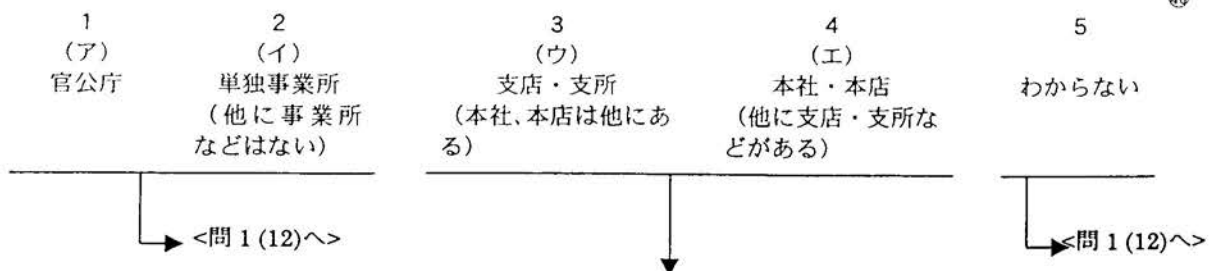 1 2 3 4 5
(ア) (イ) (ウ) (エ)
官公庁 単独事業所 支店・支所 本社・本店 わからない
(他に事業所 (本社、本店は他にあ (他に支店・支所な
などはない) る) どがある)
<問 1 (12)へ> <問 1 (12)へ>